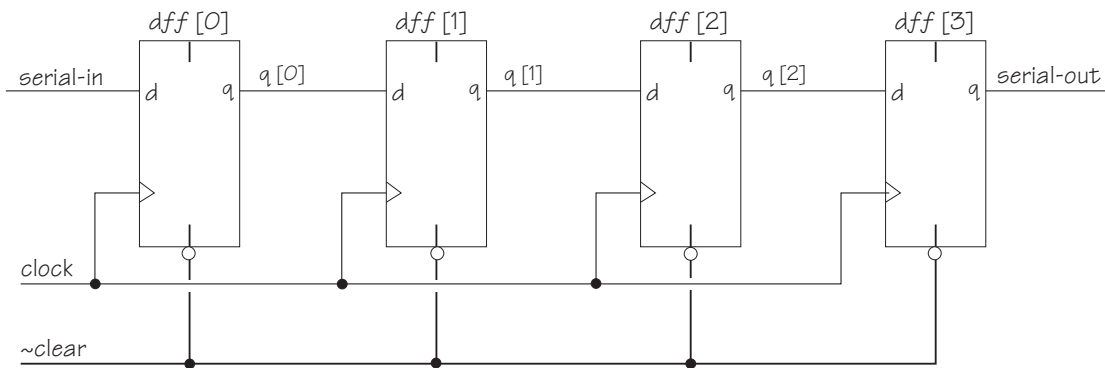 dff [0] dff [1] dff [2] dff [3]
serial-in q [0] q [1] q [2] serial-out
d q d q d q d q
clock
~clear